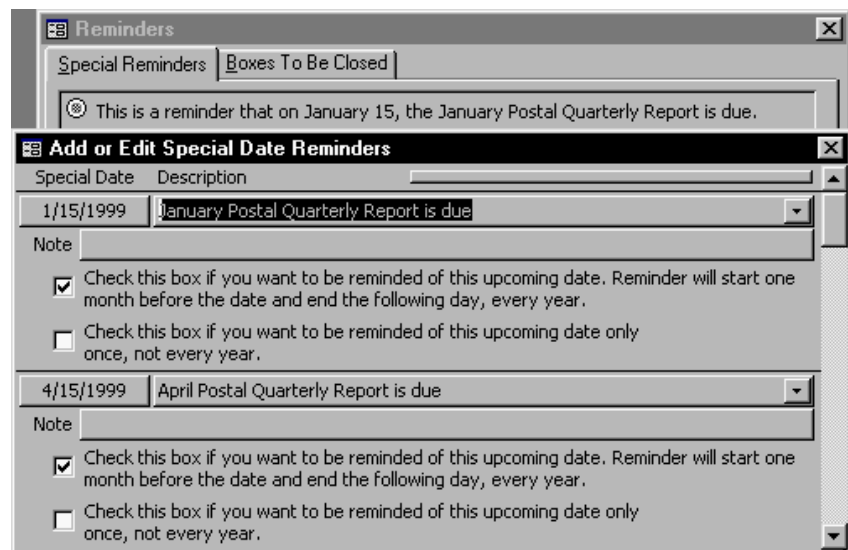 Reminders
Special Reminders Boxes To Be Closed
This is a reminder that on January 15, the January Postal Quarterly Report is due.
Add or Edit Special Date Reminders
Special Date Description
1/15/1999 January Postal Quarterly Report is due
Note
Check this box if you want to be reminded of this upcoming date. Reminder will start one
month before the date and end the following day, every year.
Check this box if you want to be reminded of this upcoming date only
once, not every year.
4/15/1999 April Postal Quarterly Report is due
Note
Check this box if you want to be reminded of this upcoming date. Reminder will start one
month before the date and end the following day, every year.
Check this box if you want to be reminded of this upcoming date only
once, not every year.